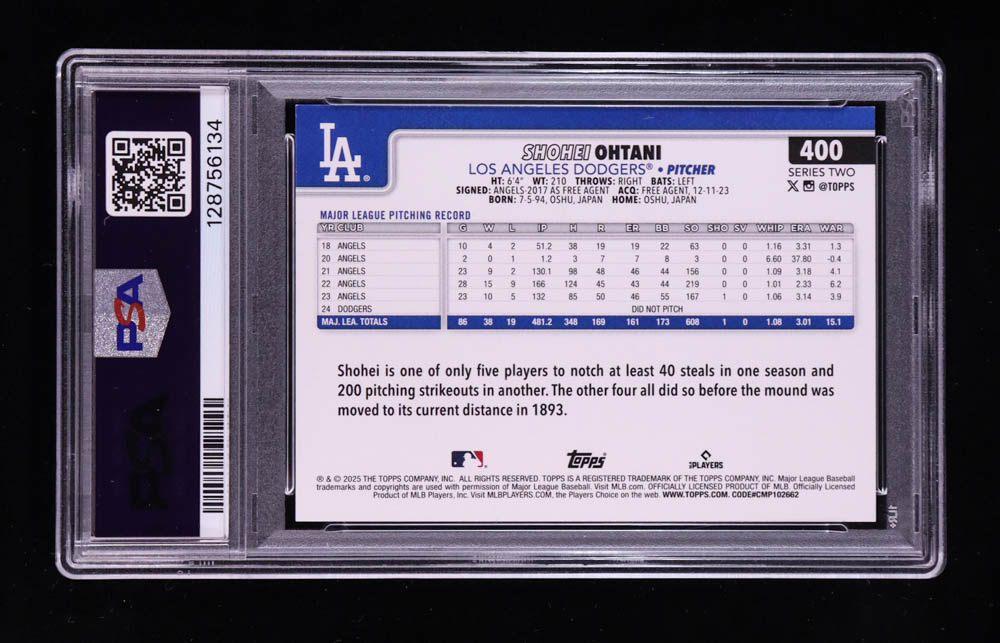 128756134
PSA
LA
SHOHEI OHTANI
400
LOS ANGELES DODGERS® • PITCHER
SERIES TWO
HT: 6'4" WT: 210 THROWS: RIGHT BATS: LEFT
@TOPPS
SIGNED: ANGELS-2017 AS FREE AGENT ACQ: FREE AGENT, 12-11-23
BORN: 7-5-94, OSHU, JAPAN HOME: OSHU, JAPAN
MAJOR LEAGUE PITCHING RECORD
YR CLUB G W L IP H R ER BB SO SHO SV WHIP ERA WAR
18 ANGELS 10 4 2 51.2 38 19 19 22 63 0 0 1.16 3.31 1.3
20 ANGELS 2 0 1 1.2 3 7 7 8 3 0 0 6.60 37.80 -0.4
21 ANGELS 23 9 2 130.1 98 48 46 44 156 0 0 1.09 3.18 4.1
22 ANGELS 28 15 9 166 124 45 43 44 219 0 0 1.01 2.33 6.2
23 ANGELS 23 10 5 132 85 50 46 55 167 1 0 1.06 3.14 3.9
24 DODGERS DID NOT PITCH
MAJ. LEA. TOTALS 86 38 19 481.2 348 169 161 173 608 1 0 1.08 3.01 15.1
Shohei is one of only five players to notch at least 40 steals in one season and
200 pitching strikeouts in another. The other four all did so before the mound was
moved to its current distance in 1893.
Topps
PLAYERS
® & © 2025 THE TOPPS COMPANY, INC. ALL RIGHTS RESERVED. TOPPS IS A REGISTERED TRADEMARK OF THE TOPPS COMPANY, INC. Major League Baseball
trademarks and copyrights are used with permission of Major League Baseball. Visit MLB.com. OFFICIALLY LICENSED PRODUCT OF MLB. Officially Licensed
Product of MLB Players, Inc. Visit MLBPLAYERS.COM, the Players Choice on the web. WWW.TOPPS.COM. CODE#CMP102662
PSA